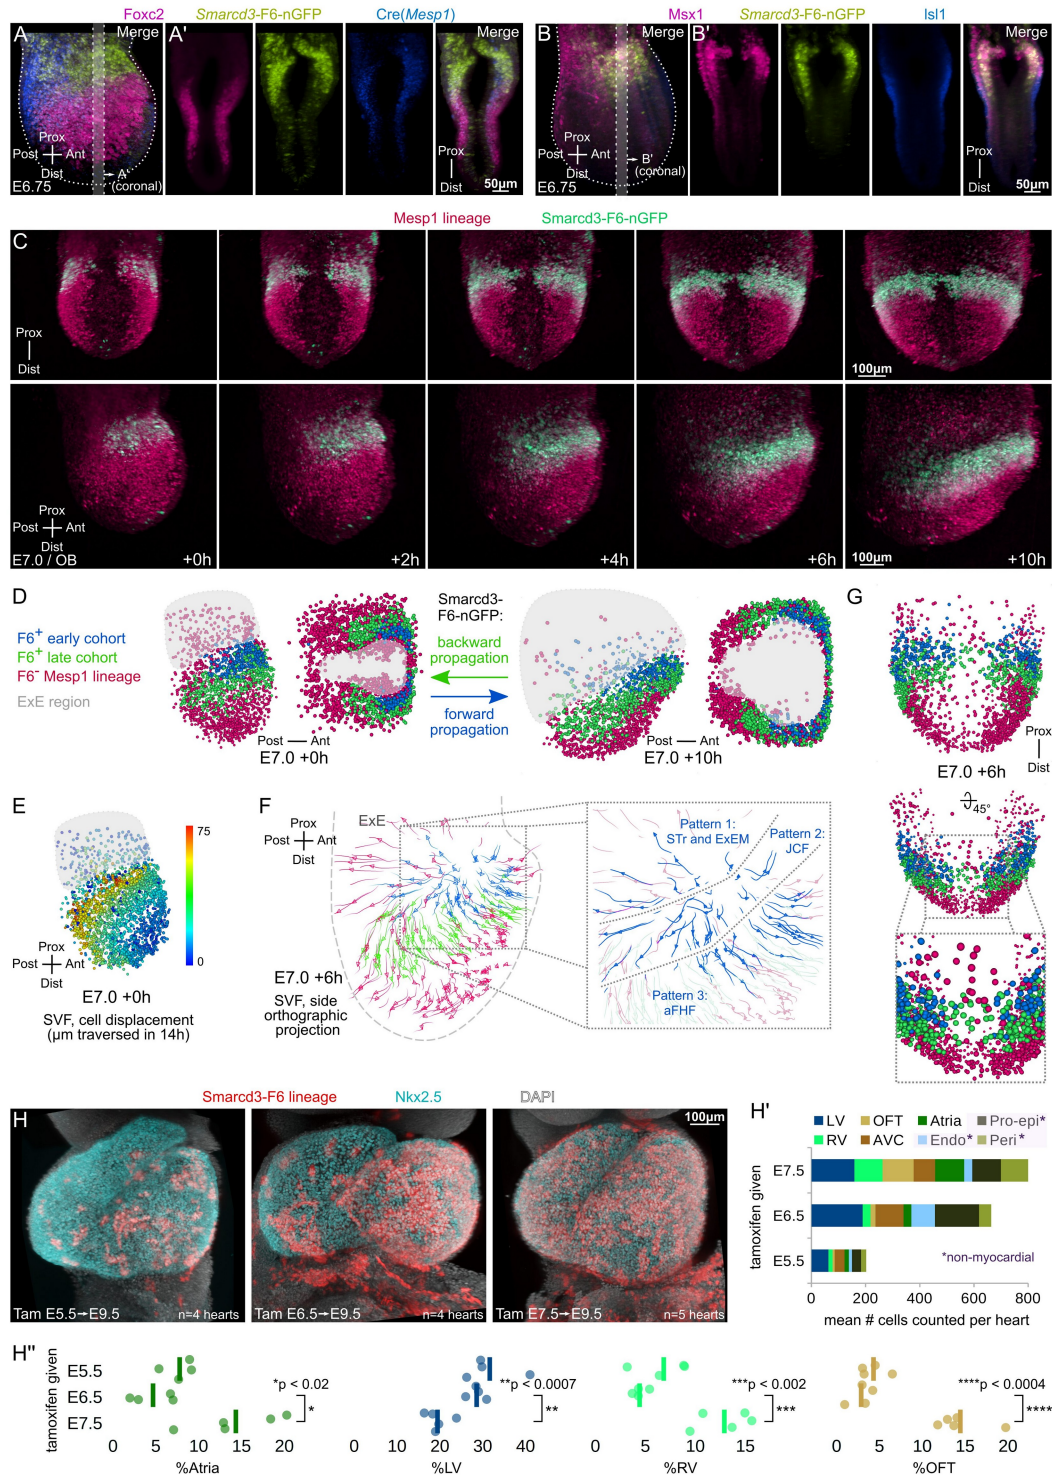 Foxc2 Smarcd3-F6-nGFP Cre(Mesp1)
A A' Merge Merge
Prox
Post Ant
Dist
A'
(coronal)
E6.75
Prox
Dist
50µm
Msx1 Smarcd3-F6-nGFP Isl1
B B' Merge Merge
Prox
Post Ant
Dist
B'
(coronal)
E6.75
Prox
Dist
50µm
Mesp1 lineage Smarcd3-F6-nGFP
C
Prox
Dist
100µm
Prox
Post Ant
Dist
E7.0 / OB
+0h
+2h
+4h
+6h
100µm
+10h
D
F6+ early cohort
F6+ late cohort
F6- Mesp1 lineage
ExE region
Smarcd3-
F6-nGFP:
backward
propagation
forward
propagation
Post Ant
E7.0 +0h
Post Ant
E7.0 +10h
G
Prox
Dist
E7.0 +6h
45°
E
75
0
Prox
Post Ant
Dist
E7.0 +0h
SVF, cell displacement
(µm traversed in 14h)
F
ExE
Prox
Post Ant
Dist
E7.0 +6h
SVF, side
orthographic
projection
Pattern 1:
STr and ExEM
Pattern 2:
JCF
Pattern 3:
aFHF
Smarcd3-F6 lineage Nkx2.5 DAPI
H
100µm
Tam E5.5→E9.5 n=4 hearts
Tam E6.5→E9.5 n=4 hearts
Tam E7.5→E9.5 n=5 hearts
H'
LV OFT Atria Pro-epi*
RV AVC Endo* Peri*
tamoxifen given
E7.5
E6.5
E5.5
*non-myocardial
0 200 400 600 800
mean # cells counted per heart
H''
tamoxifen given
E5.5
E6.5
E7.5
*p < 0.02
*
0 5 10 15 20
%Atria
**p < 0.0007
**
0 10 20 30 40
%LV
***p < 0.002
***
0 5 10 15
%RV
****p < 0.0004
****
0 5 10 15 20
%OFT